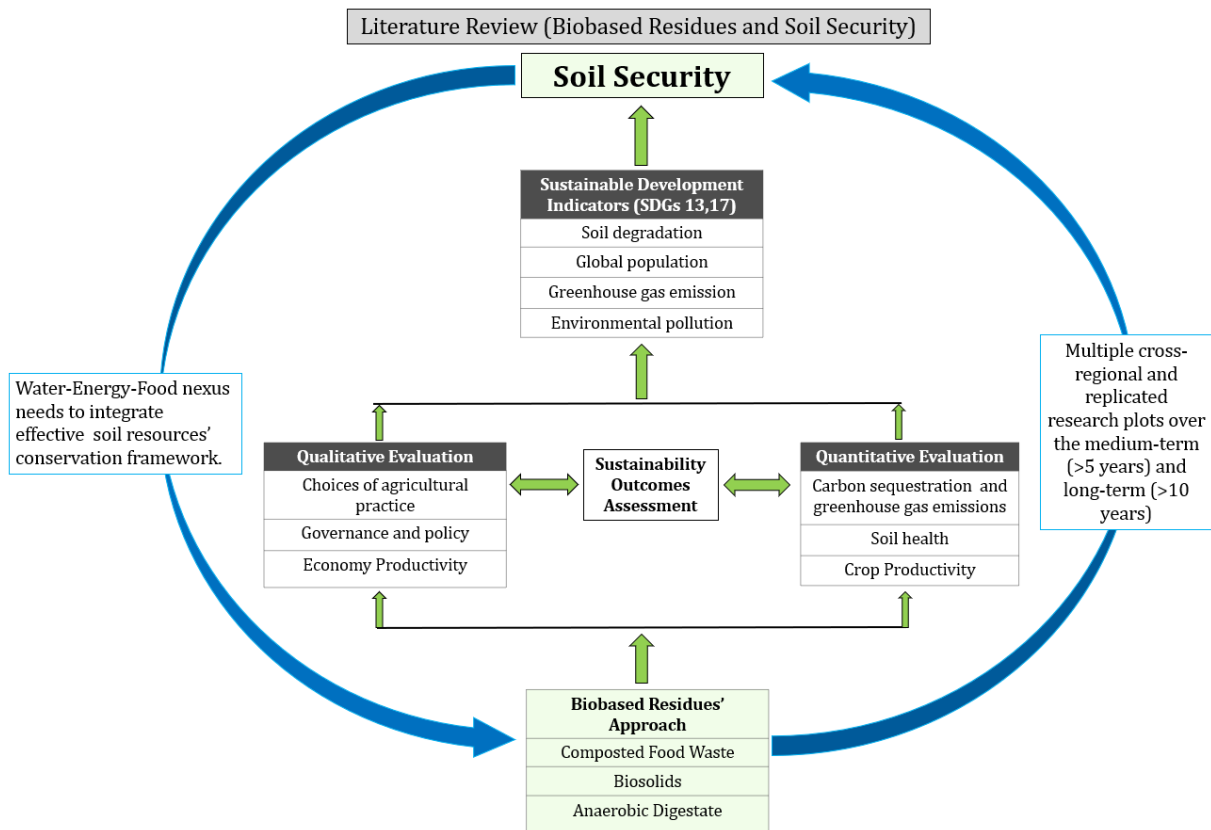 Literature Review (Biobased Residues and Soil Security)
Soil Security
Sustainable Development
Indicators (SDGs 13,17)
Soil degradation
Global population
Greenhouse gas emission
Environmental pollution
Water-Energy-Food nexus
needs to integrate
effective soil resources’
conservation framework.
Multiple cross-
regional and
replicated
research plots over
the medium-term
(>5 years) and
long-term (>10
years)
Qualitative Evaluation
Choices of agricultural
practice
Governance and policy
Economy Productivity
Sustainability
Outcomes
Assessment
Quantitative Evaluation
Carbon sequestration and
greenhouse gas emissions
Soil health
Crop Productivity
Biobased Residues’
Approach
Composted Food Waste
Biosolids
Anaerobic Digestate